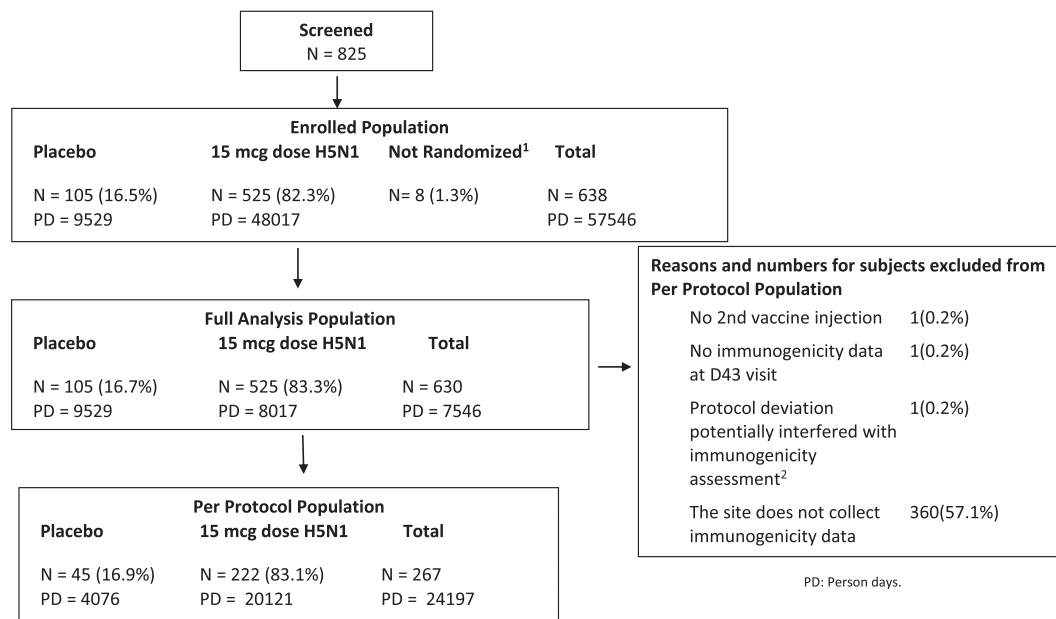 Screened
N = 825
Enrolled Population
Placebo 15 mcg dose H5N1 Not Randomized¹ Total
N = 105 (16.5%) N = 525 (82.3%) N= 8 (1.3%) N = 638
PD = 9529 PD = 48017 PD = 57546
Full Analysis Population
Placebo 15 mcg dose H5N1 Total
N = 105 (16.7%) N = 525 (83.3%) N = 630
PD = 9529 PD = 8017 PD = 7546
Reasons and numbers for subjects excluded from
Per Protocol Population
No 2nd vaccine injection 1(0.2%)
No immunogenicity data 1(0.2%)
at D43 visit
Protocol deviation 1(0.2%)
potentially interfered with
immunogenicity
assessment²
The site does not collect 360(57.1%)
immunogenicity data
Per Protocol Population
Placebo 15 mcg dose H5N1 Total
N = 45 (16.9%) N = 222 (83.1%) N = 267
PD = 4076 PD = 20121 PD = 24197
PD: Person days.